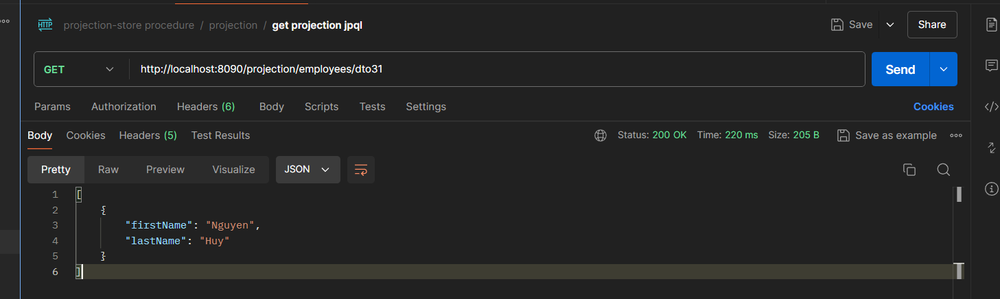 HTTP projection-store procedure / projection / get projection jpql Save Share
GET http://localhost:8090/projection/employees/dto31 Send
Params Authorization Headers (6) Body Scripts Tests Settings Cookies
Body Cookies Headers (5) Test Results Status: 200 OK Time: 220 ms Size: 205 B Save as example
Pretty Raw Preview Visualize JSON
1 [
2 {
3 "firstName": "Nguyen",
4 "lastName": "Huy"
5 }
6 ]